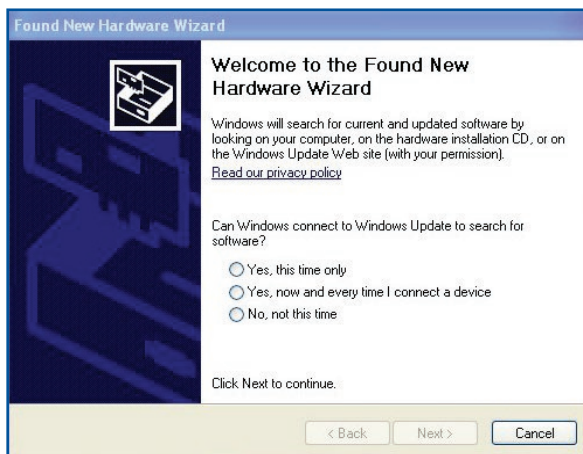 Found New Hardware Wizard
Welcome to the Found New
Hardware Wizard
Windows will search for current and updated software by
looking on your computer, on the hardware installation CD, or on
the Windows Update Web site (with your permission).
Read our privacy policy
Can Windows connect to Windows Update to search for
software?
Yes, this time only
Yes, now and every time I connect a device
No, not this time
Click Next to continue.
< Back Next > Cancel